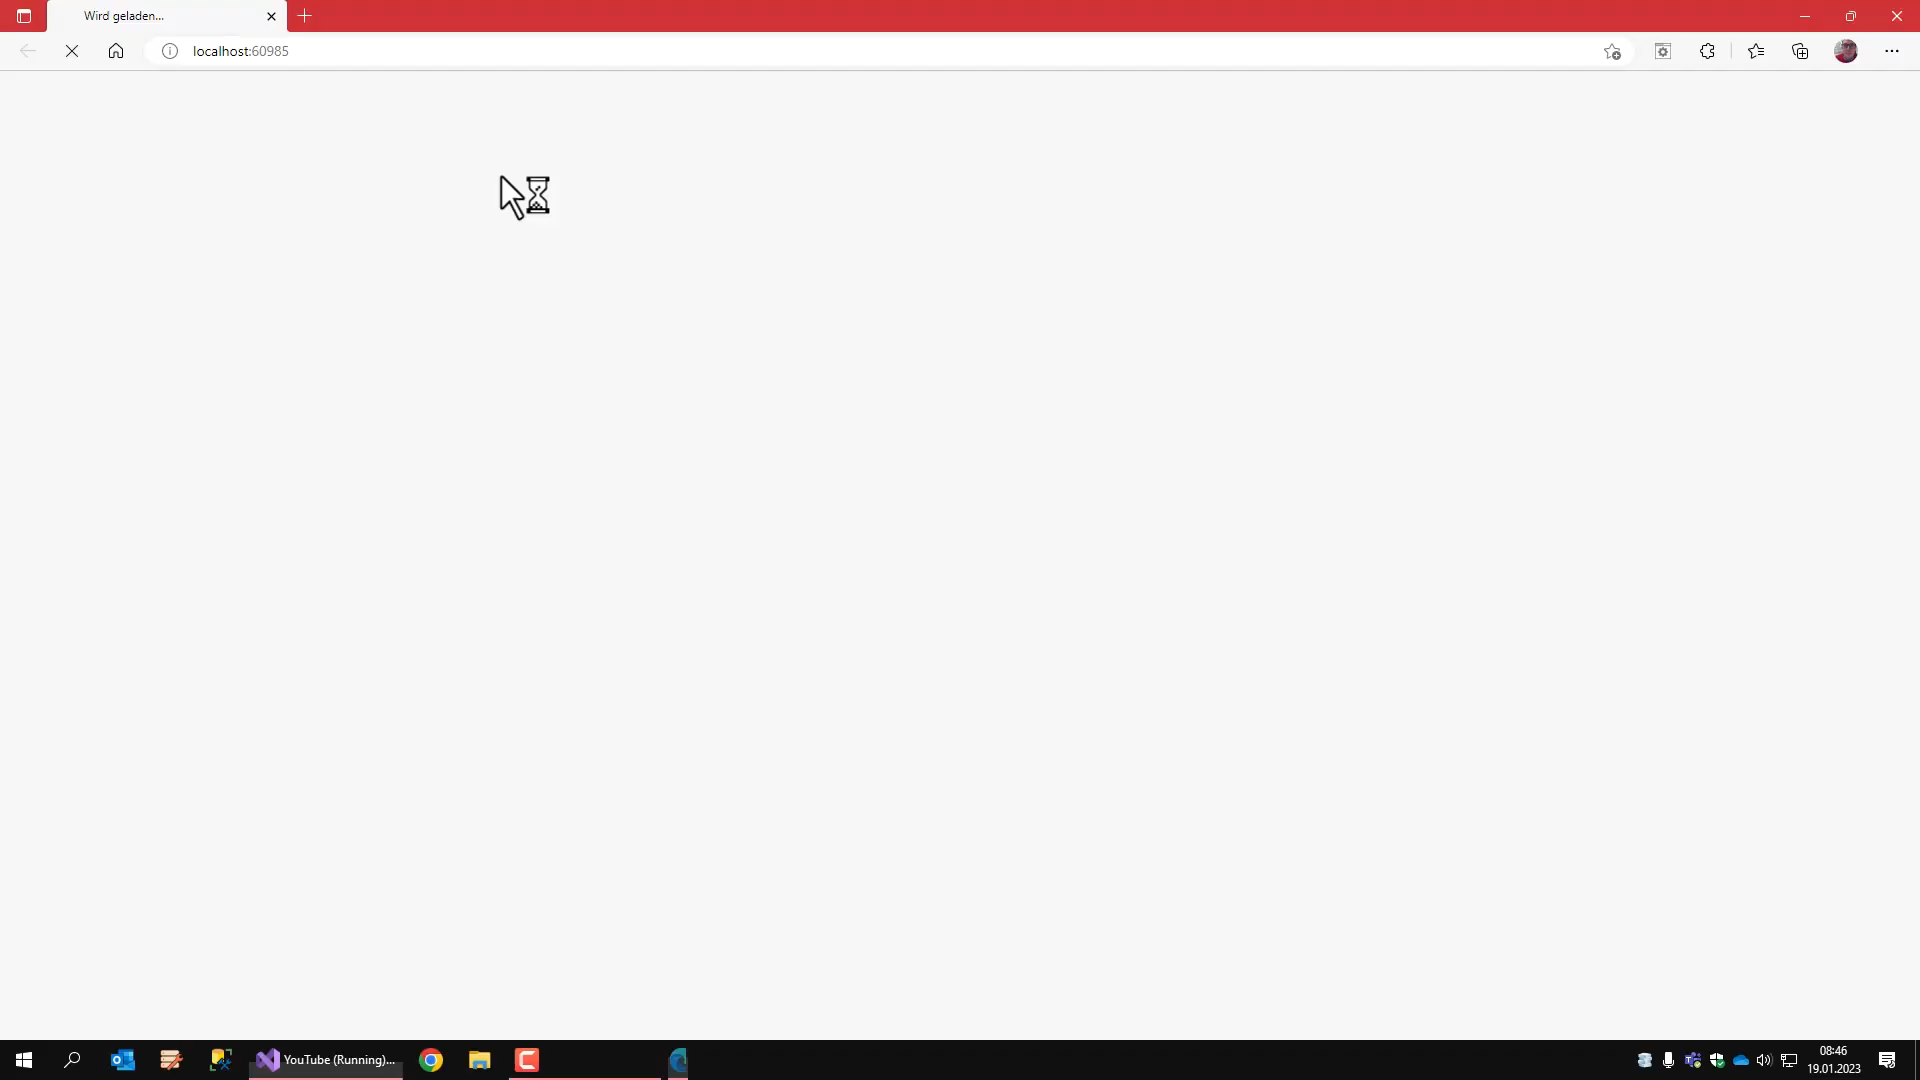 Wird geladen...
localhost:60985
YouTube (Running)...
08:46
19.01.2023